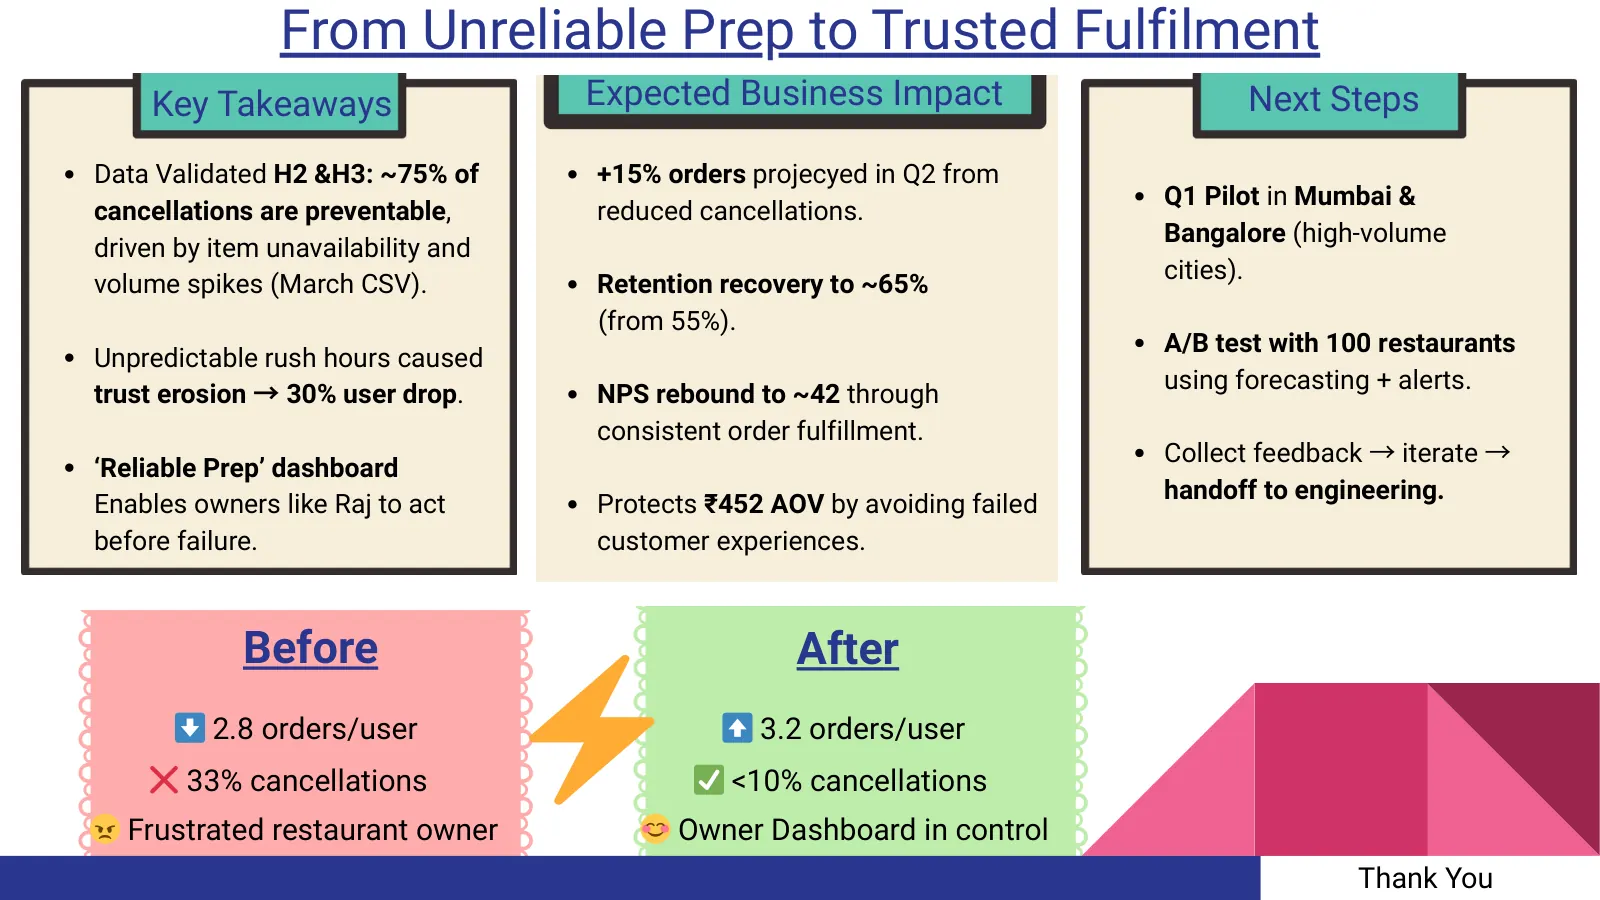 From Unreliable Prep to Trusted Fulfilment
Key Takeaways
• Data Validated H2 &H3: ~75% of
cancellations are preventable,
driven by item unavailability and
volume spikes (March CSV).
• Unpredictable rush hours caused
trust erosion → 30% user drop.
• ‘Reliable Prep’ dashboard
Enables owners like Raj to act
before failure.
Expected Business Impact
• +15% orders projecyed in Q2 from
reduced cancellations.
• Retention recovery to ~65%
(from 55%).
• NPS rebound to ~42 through
consistent order fulfillment.
• Protects ₹452 AOV by avoiding failed
customer experiences.
Next Steps
• Q1 Pilot in Mumbai &
Bangalore (high-volume
cities).
• A/B test with 100 restaurants
using forecasting + alerts.
• Collect feedback → iterate →
handoff to engineering.
Before
⬇️ 2.8 orders/user
❌ 33% cancellations
😠 Frustrated restaurant owner
After
⬆️ 3.2 orders/user
✅ <10% cancellations
😊 Owner Dashboard in control
Thank You